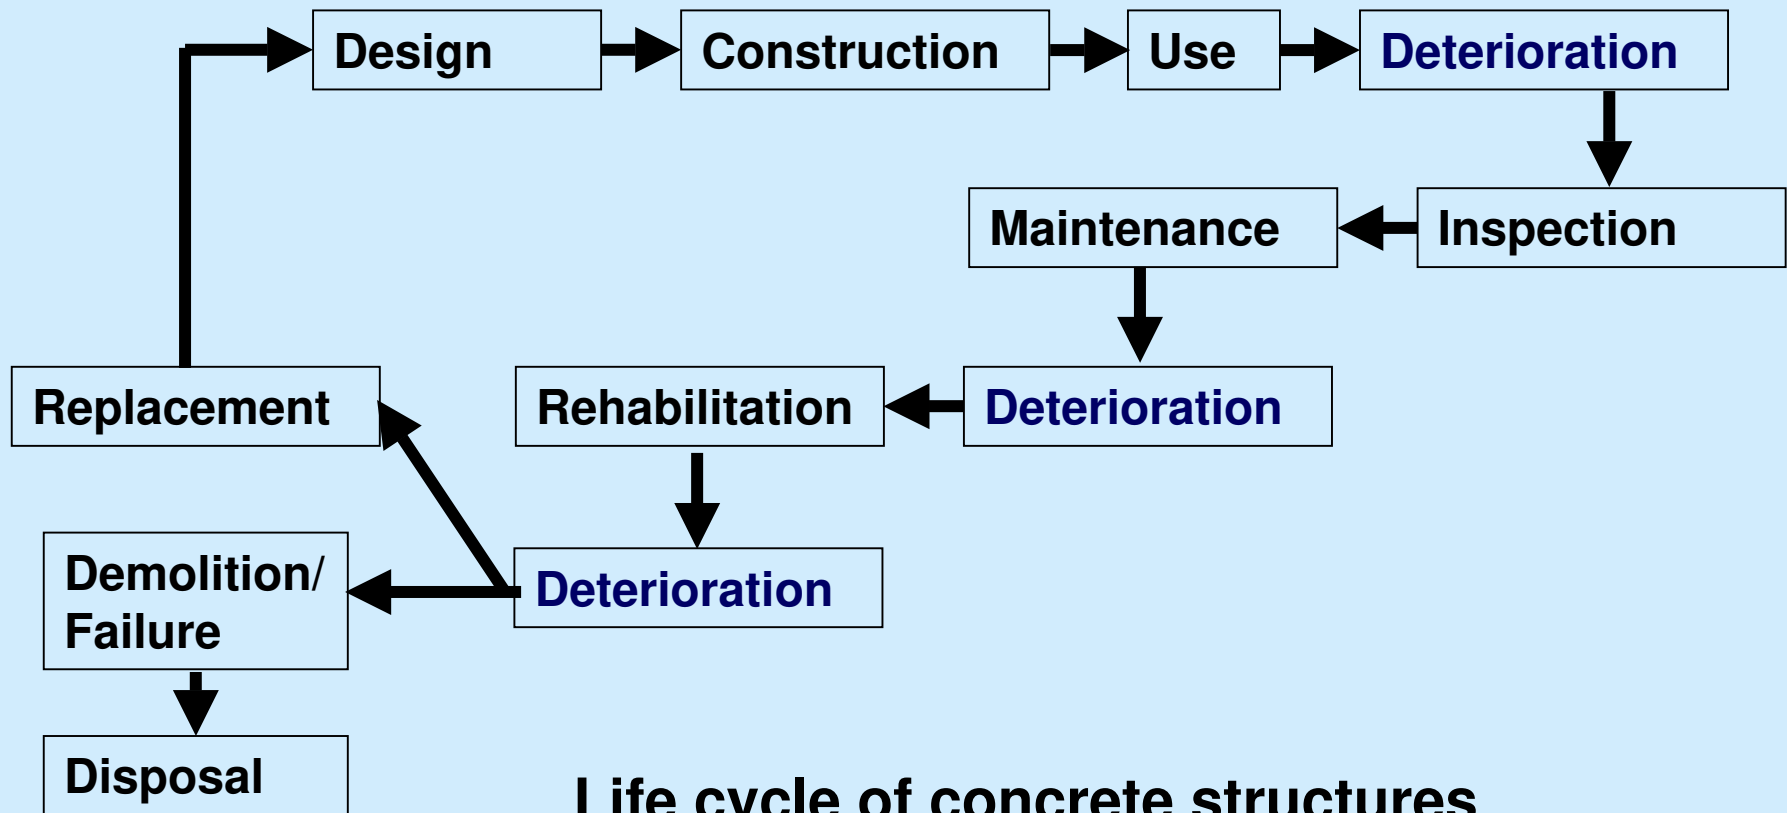 Design
Construction
Use
Deterioration
Maintenance
Inspection
Replacement
Rehabilitation
Deterioration
Demolition/
Failure
Deterioration
Disposal
Life cycle of concrete structures